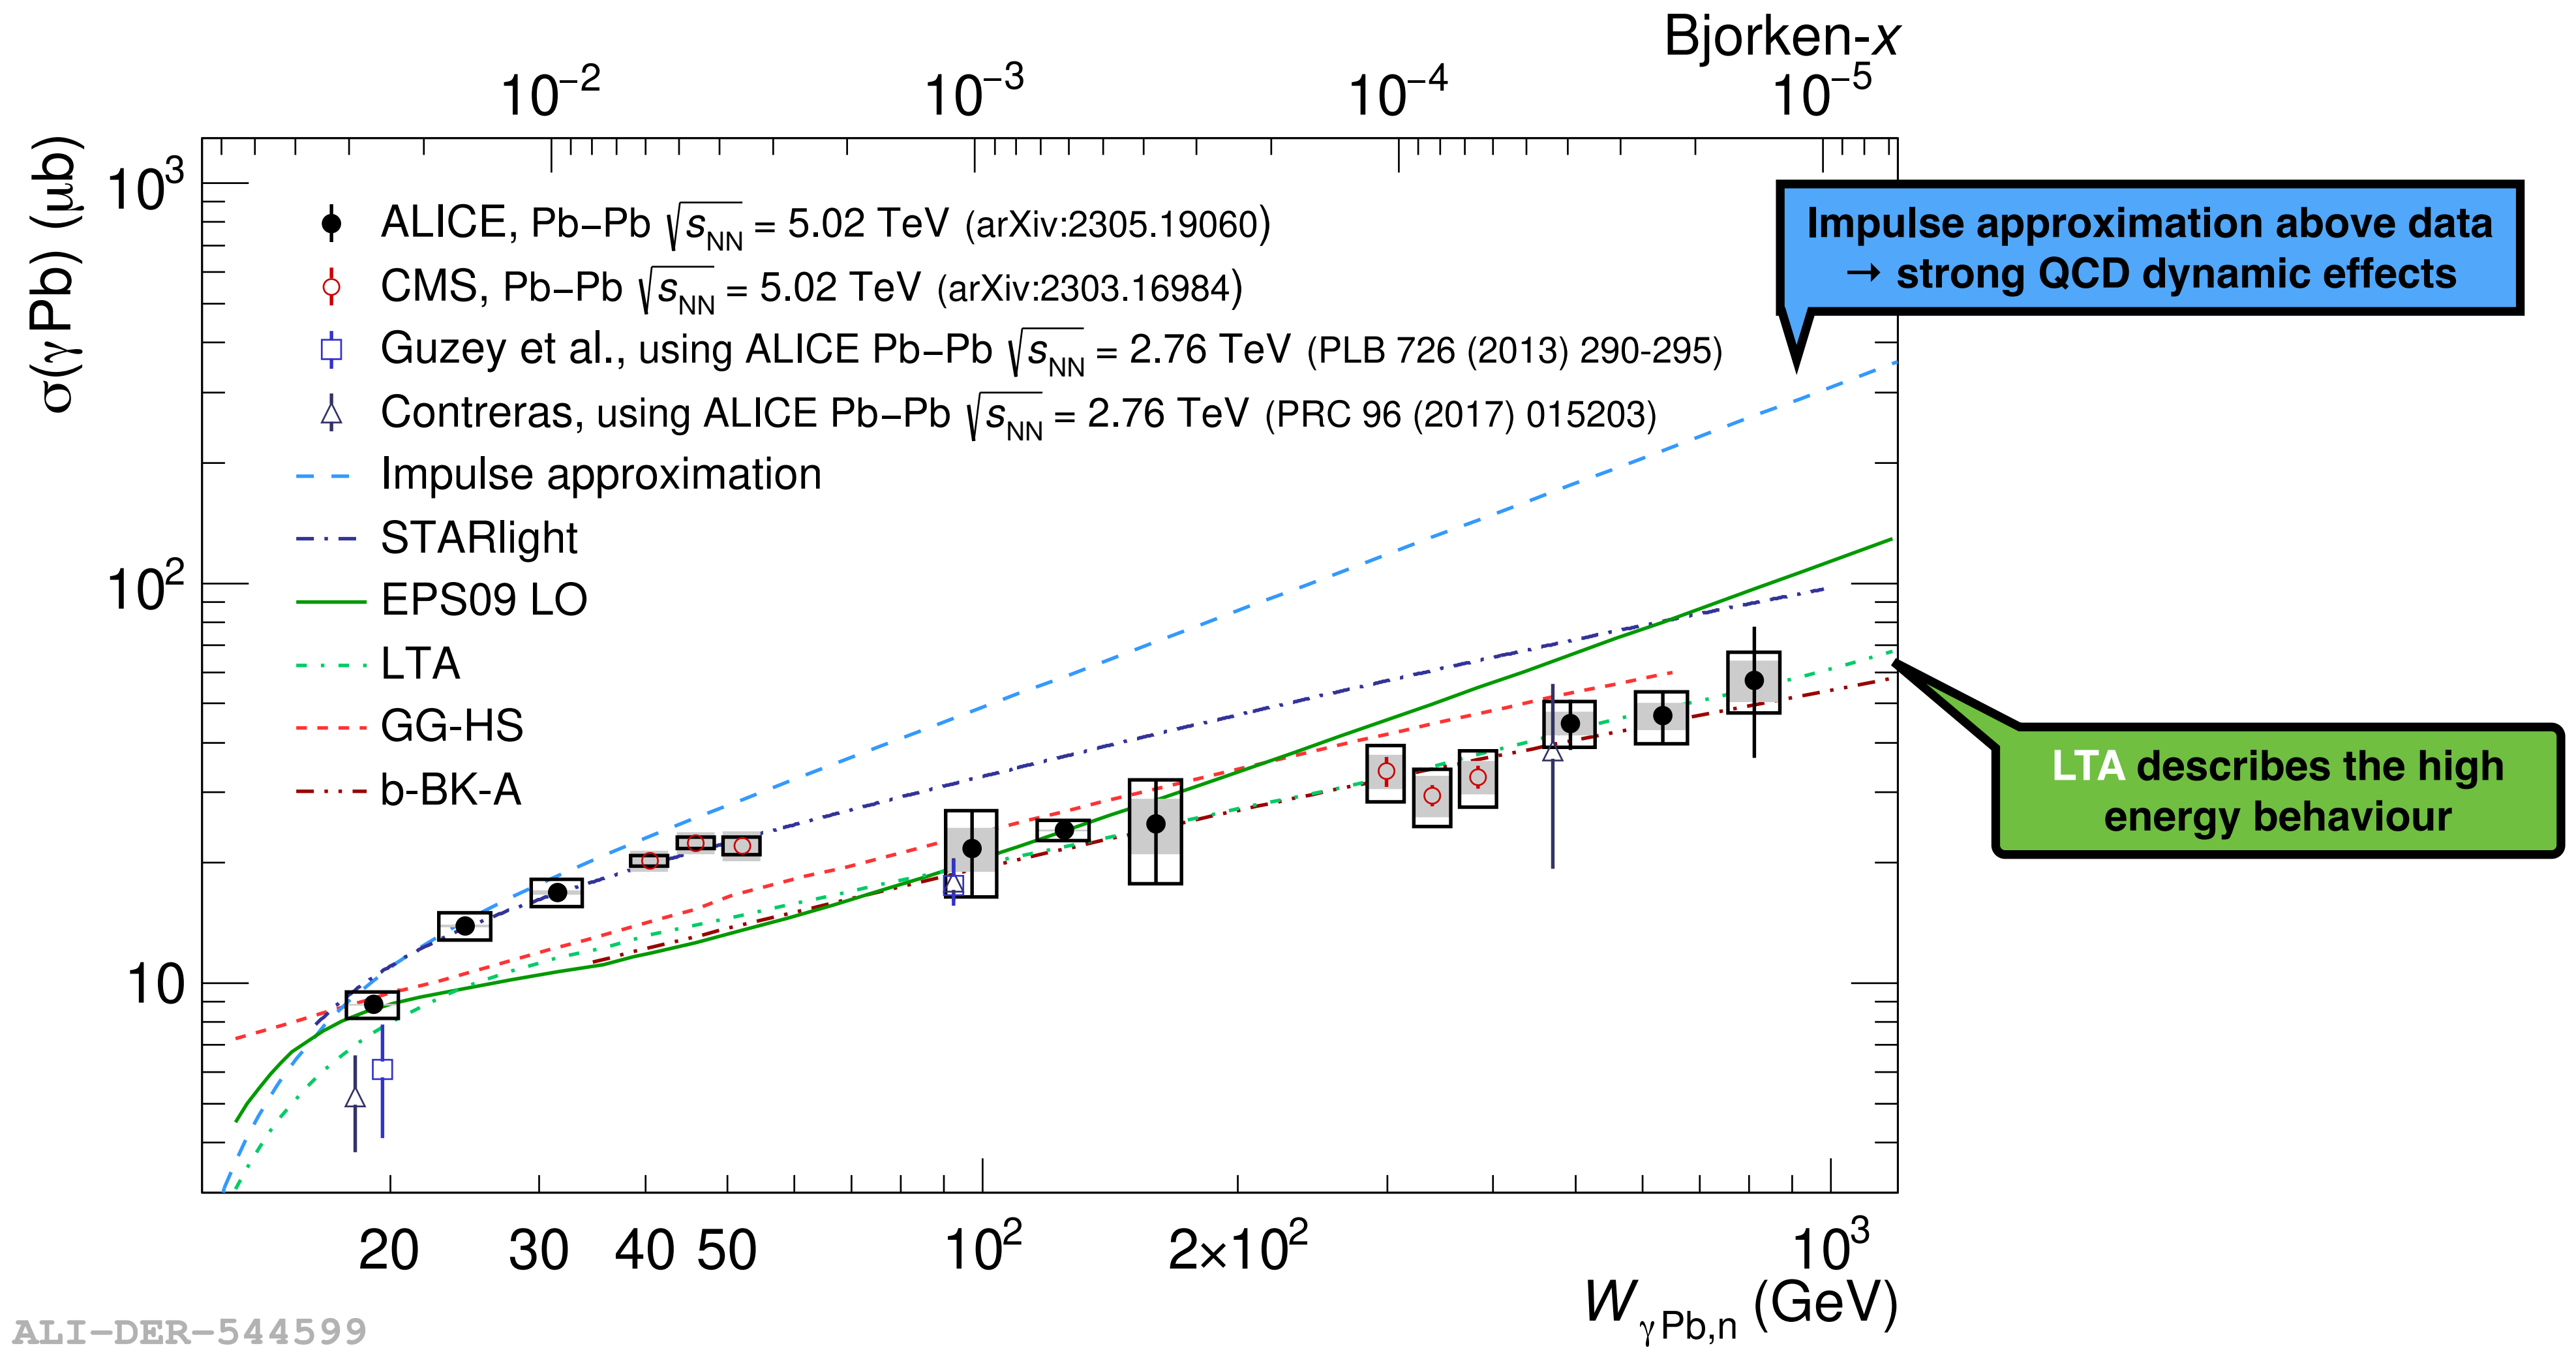 Bjorken-x
10⁻² 10⁻³ 10⁻⁴ 10⁻⁵
σ(γ Pb) (μb)
10³
10²
10
ALICE, Pb−Pb √sNN = 5.02 TeV (arXiv:2305.19060)
CMS, Pb−Pb √sNN = 5.02 TeV (arXiv:2303.16984)
Guzey et al., using ALICE Pb−Pb √sNN = 2.76 TeV (PLB 726 (2013) 290-295)
Contreras, using ALICE Pb−Pb √sNN = 2.76 TeV (PRC 96 (2017) 015203)
Impulse approximation
STARlight
EPS09 LO
LTA
GG-HS
b-BK-A
Impulse approximation above data
→ strong QCD dynamic effects
LTA describes the high
energy behaviour
20 30 40 50 10² 2×10² 10³
WγPb,n (GeV)
ALI-DER-544599